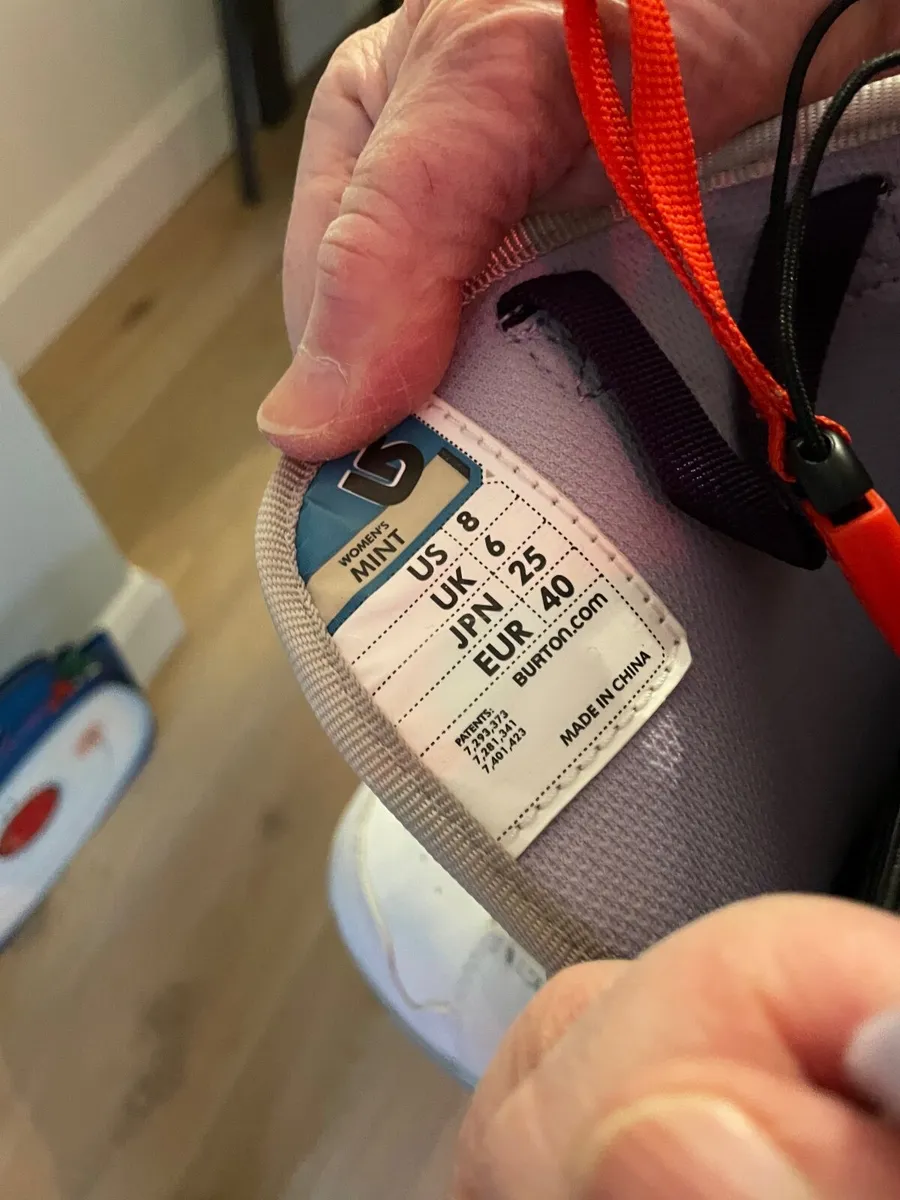 WOMEN'S
MINT
US 8
UK 6
JPN 25
EUR 40
BURTON.com
PATENTS:
7,293,373
7,281,341
7,401,423
MADE IN CHINA